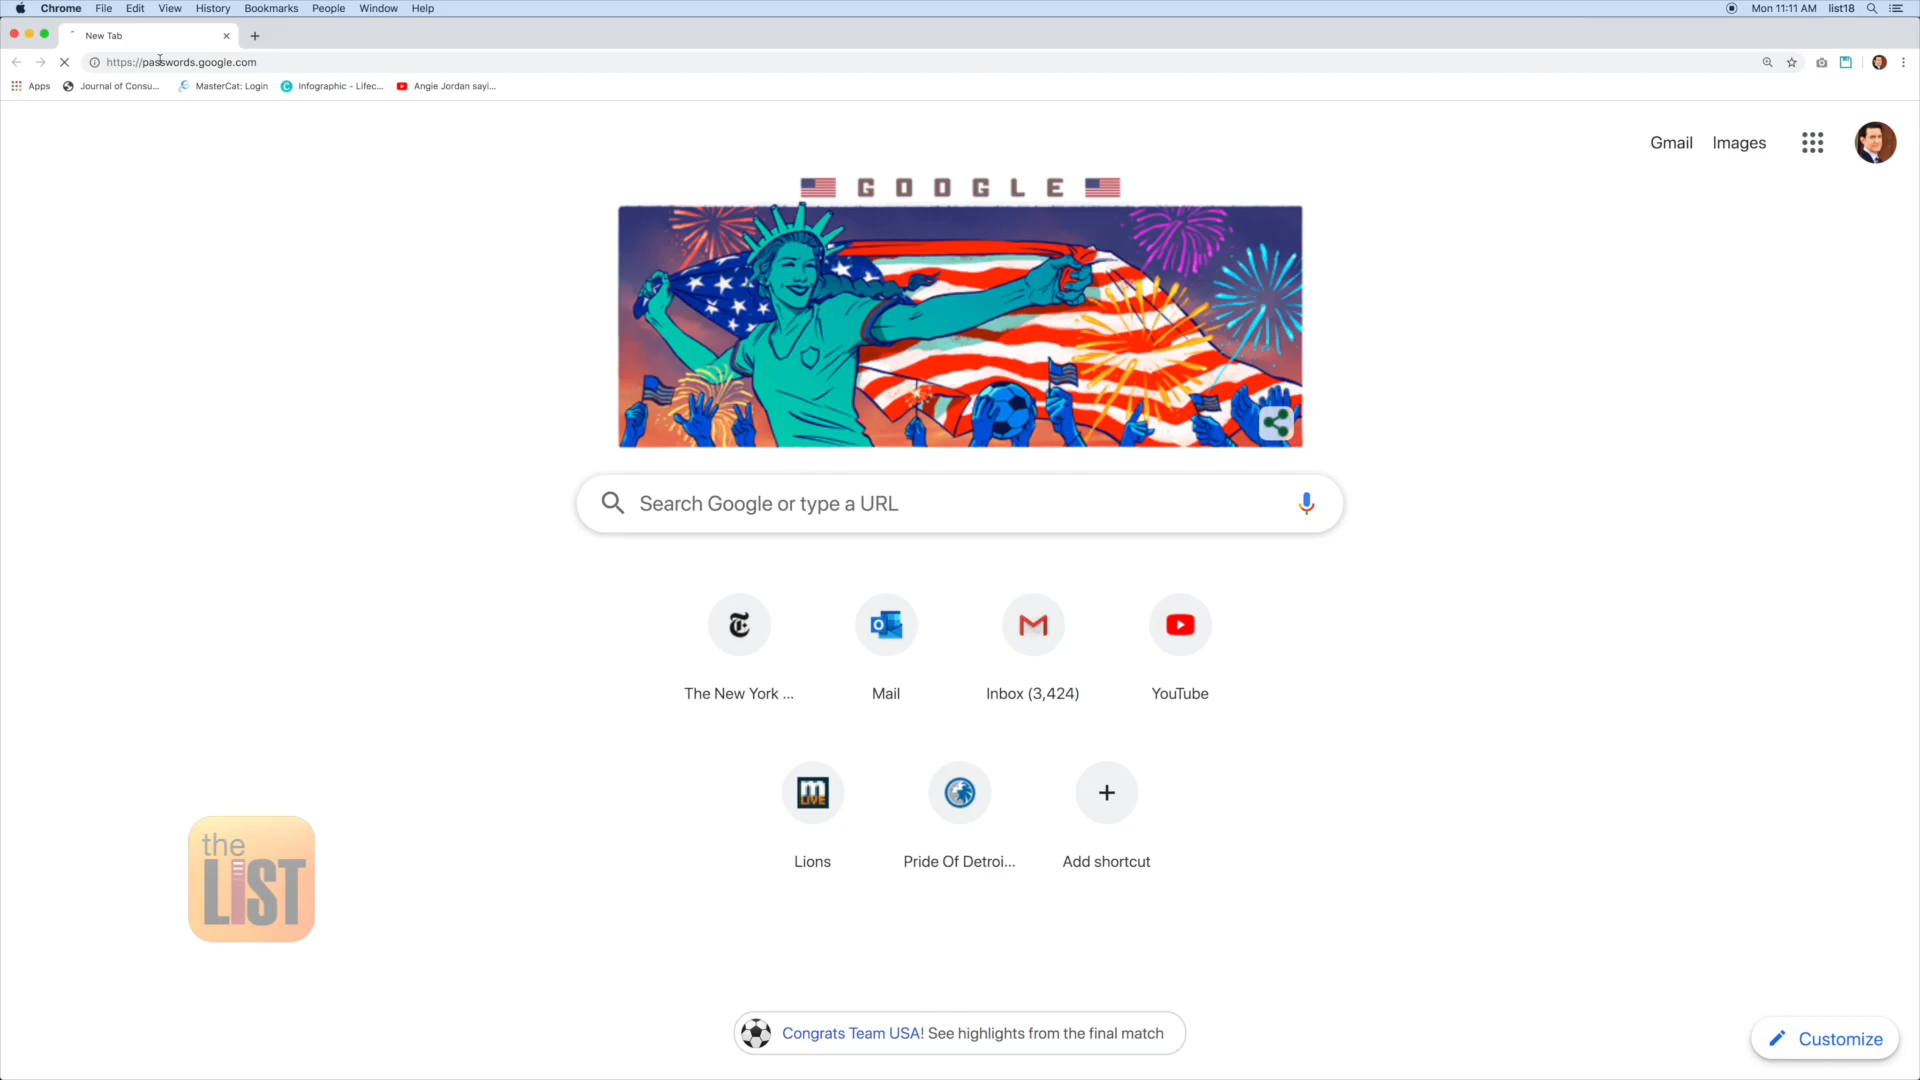 Chrome File Edit View History Bookmarks People Window Help Mon 11:11 AM list18
New Tab
https://passwords.google.com
Apps Journal of Consu... MasterCat: Login Infographic - Lifec... Angie Jordan sayi...
Gmail Images
GOOGLE
Search Google or type a URL
The New York ... Mail Inbox (3,424) YouTube
m
LIVE
Lions Pride Of Detroi... Add shortcut
the
LIST
Congrats Team USA! See highlights from the final match
Customize